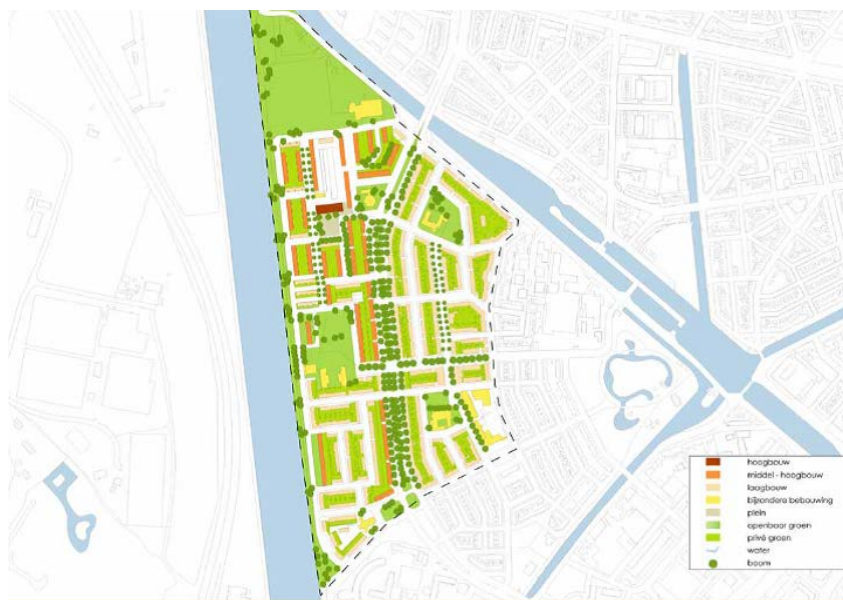 hoogbouw
middel - hoogbouw
laagbouw
bijzondere bebouwing
plein
openbaar groen
privé groen
water
boom